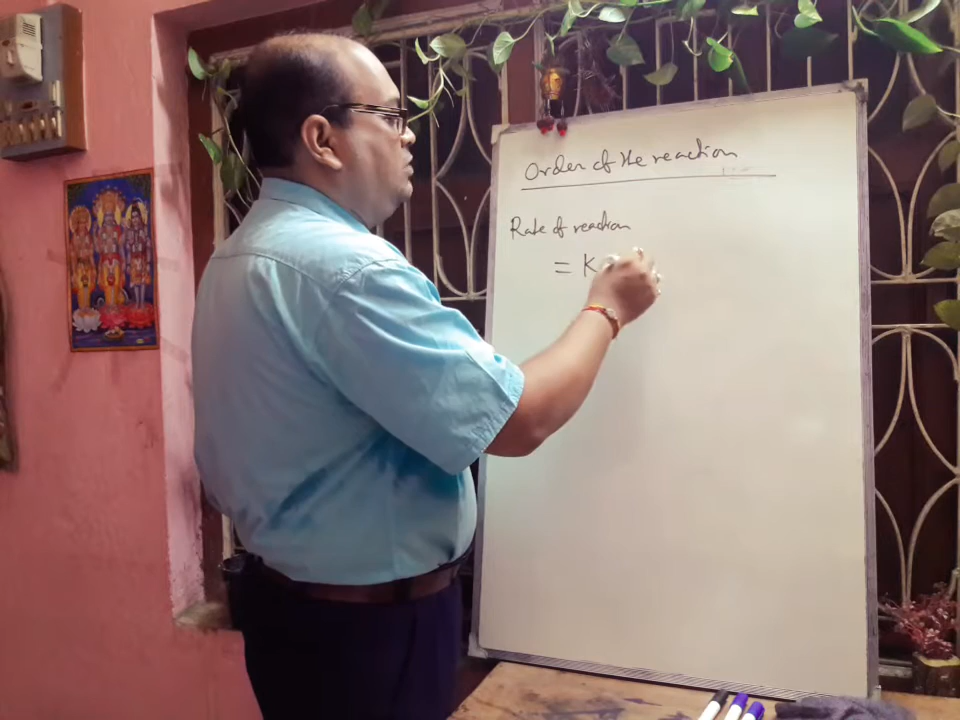 Order of the reaction
Rate of reaction
= K